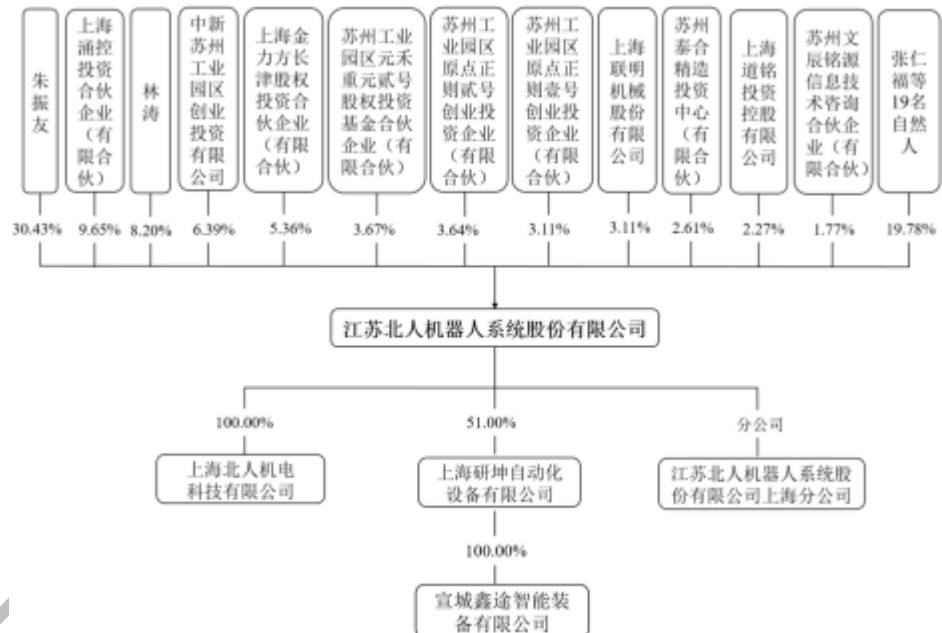 朱
振
友
上海
涌控
投资
合伙
企业
（有
限合
伙）
林
涛
中新
苏州
工业
园区
创业
投资
有限
公司
上海金
力方长
津股权
投资合
伙企业
（有限
合伙）
苏州工业
园区元禾
重元贰号
股权投资
基金合伙
企业（有
限合伙）
苏州工
业园区
原点正
则贰号
创业投
资企业
（有限
合伙）
苏州工
业园区
原点正
则壹号
创业投
资企业
（有限
合伙）
上海
联明
机械
股份
有限
公司
苏州
泰合
精造
投资
中心
（有
限合
伙）
上海
道铭
投资
控股
有限
公司
苏州文
辰铭源
信息技
术咨询
合伙企
业（有
限合伙）
张仁
福等
19名
自然
人
30.43% 9.65% 8.20% 6.39% 5.36% 3.67% 3.64% 3.11% 3.11% 2.61% 2.27% 1.77% 19.78%
江苏北人机器人系统股份有限公司
100.00% 51.00% 分公司
上海北人机电
科技有限公司
上海研坤自动化
设备有限公司
江苏北人机器人系统股
份有限公司上海分公司
100.00%
宣城鑫途智能装
备有限公司